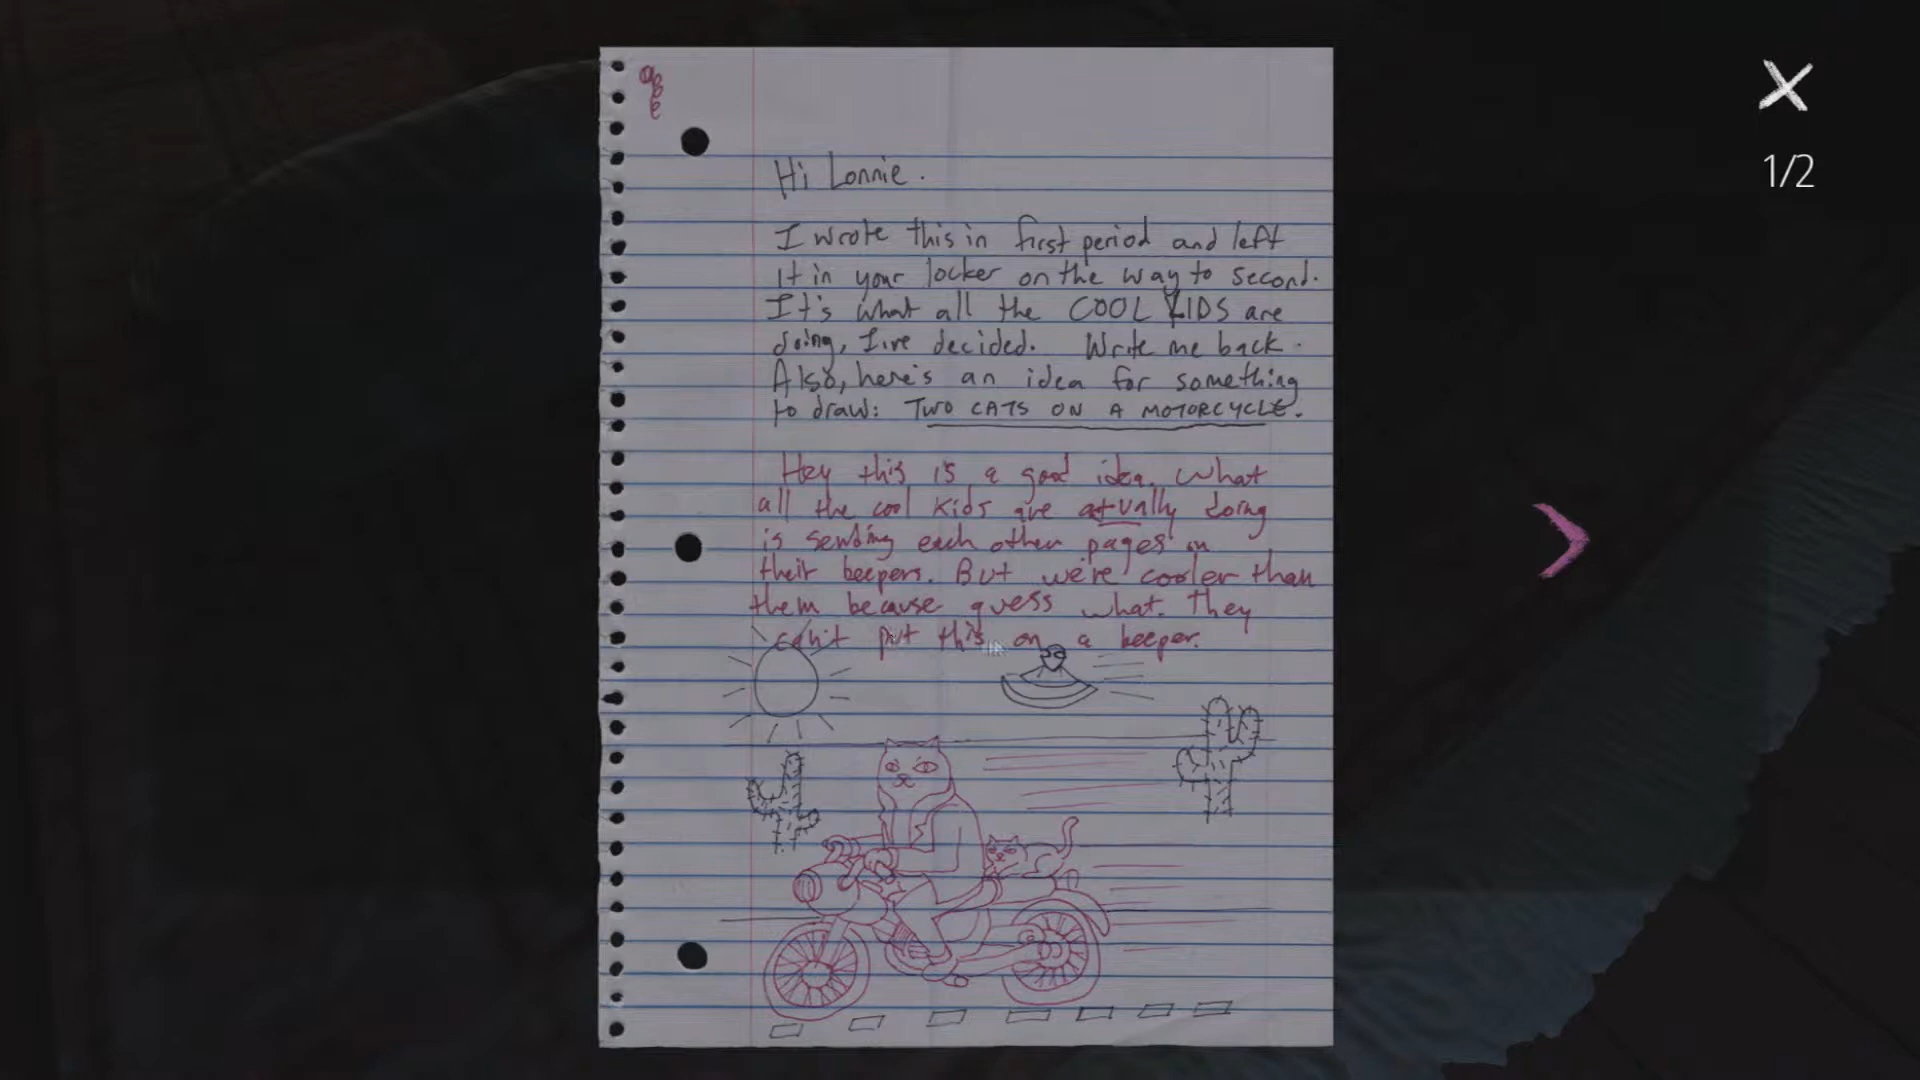 1/2
Hi Lonnie.
I wrote this in first period and left
it in your locker on the way to second.
It's what all the COOL KIDS are
doing, I've decided. Write me back.
Also, here's an idea for something
to draw: TWO CATS ON A MOTORCYCLE.
Hey this is a good idea. What
all the cool kids are actually doing
is sending each other pages on
their beepers. But we're cooler than
them because guess what. They
can't put this on a beeper.